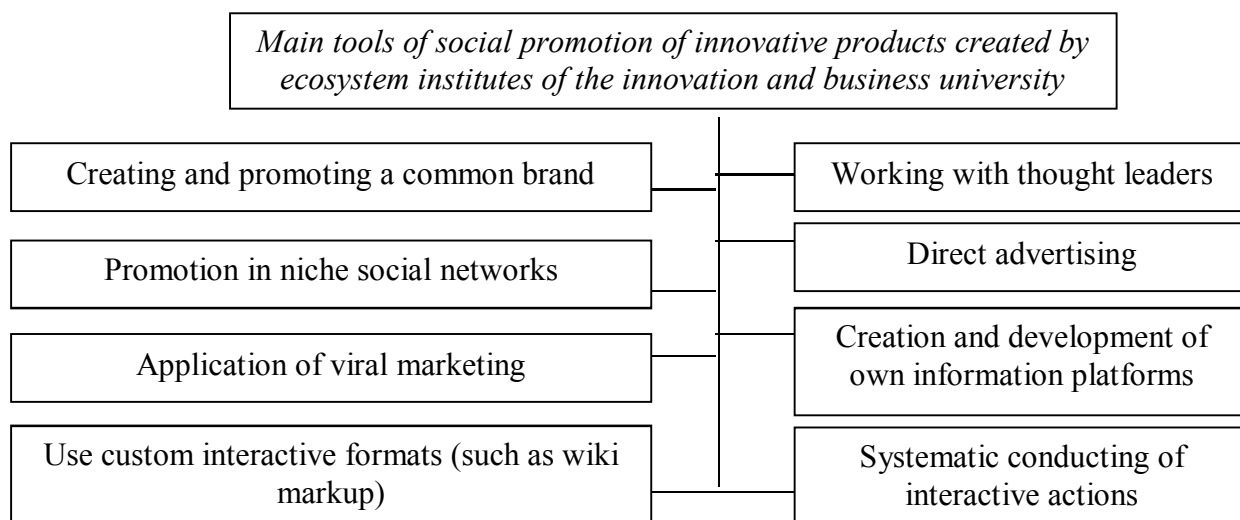 Main tools of social promotion of innovative products created by
ecosystem institutes of the innovation and business university
Creating and promoting a common brand
Working with thought leaders
Promotion in niche social networks
Direct advertising
Application of viral marketing
Creation and development of
own information platforms
Use custom interactive formats (such as wiki
markup)
Systematic conducting of
interactive actions